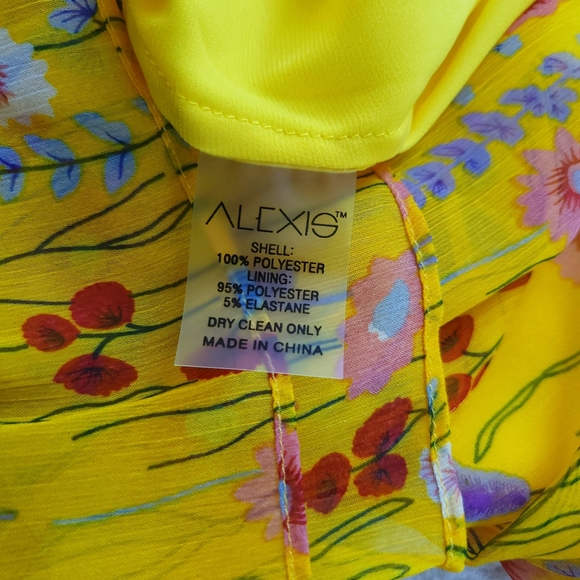 ALEXIS™
SHELL:
100% POLYESTER
LINING:
95% POLYESTER
5% ELASTANE
DRY CLEAN ONLY
MADE IN CHINA